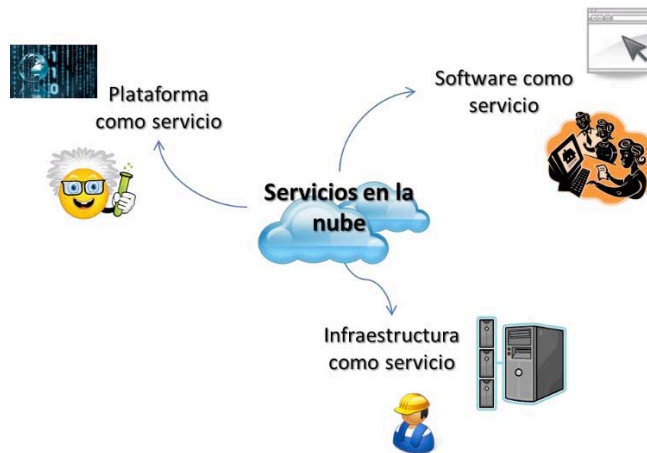 Plataforma
como servicio
Software como
servicio
Servicios en la
nube
Infraestructura
como servicio